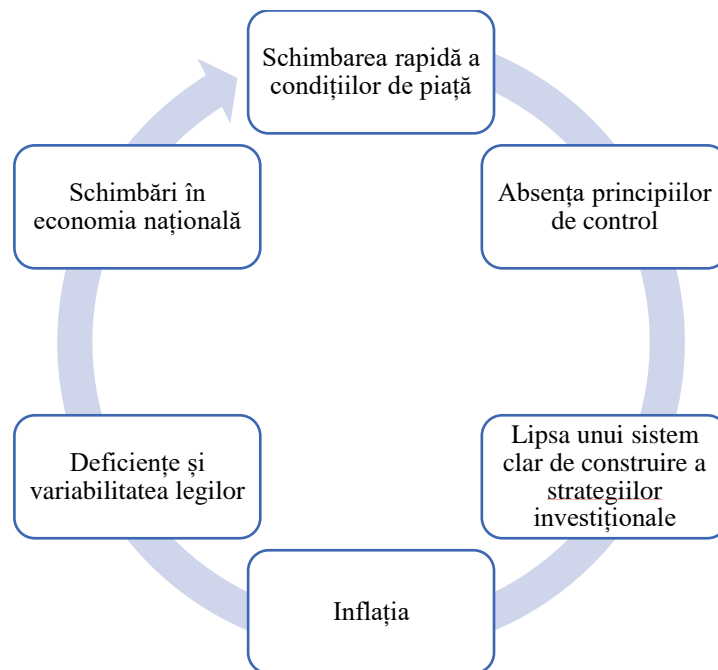 Schimbarea rapidă a
condițiilor de piață
Absența principiilor
de control
Lipsa unui sistem
clar de construire a
strategiilor
investiționale
Inflația
Deficiențe și
variabilitatea legilor
Schimbări în
economia națională